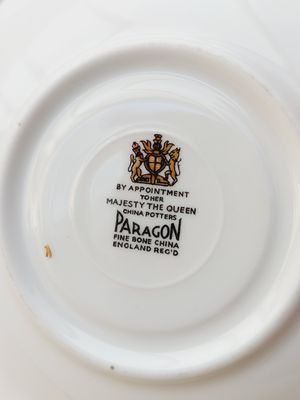 BY APPOINTMENT
TO HER
MAJESTY THE QUEEN
CHINA POTTERS
PARAGON
FINE BONE CHINA
ENGLAND REG'D